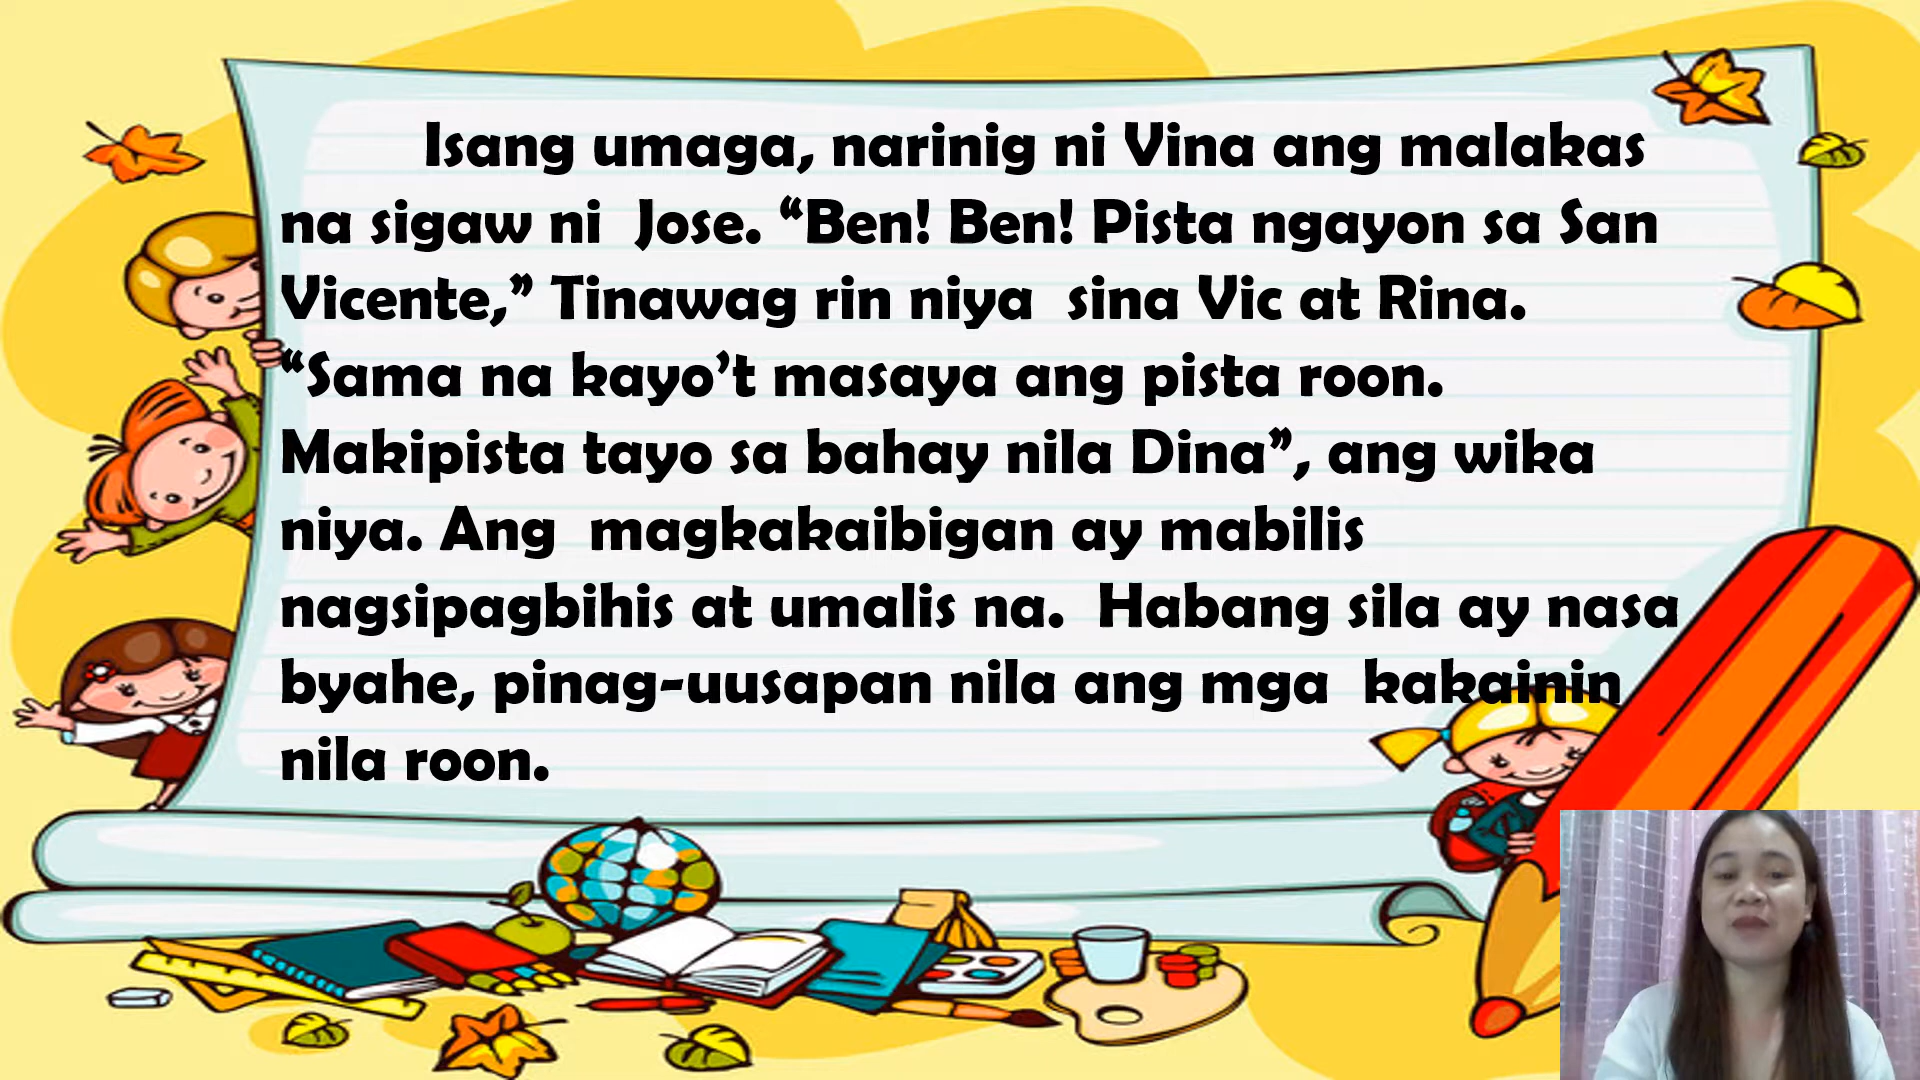 Isang umaga, narinig ni Vina ang malakas
na sigaw ni Jose. “Ben! Ben! Pista ngayon sa San
Vicente,” Tinawag rin niya sina Vic at Rina.
“Sama na kayo’t masaya ang pista roon.
Makipista tayo sa bahay nila Dina”, ang wika
niya. Ang magkakaibigan ay mabilis
nagsipagbihis at umalis na. Habang sila ay nasa
byahe, pinag-uusapan nila ang mga kakainin
nila roon.